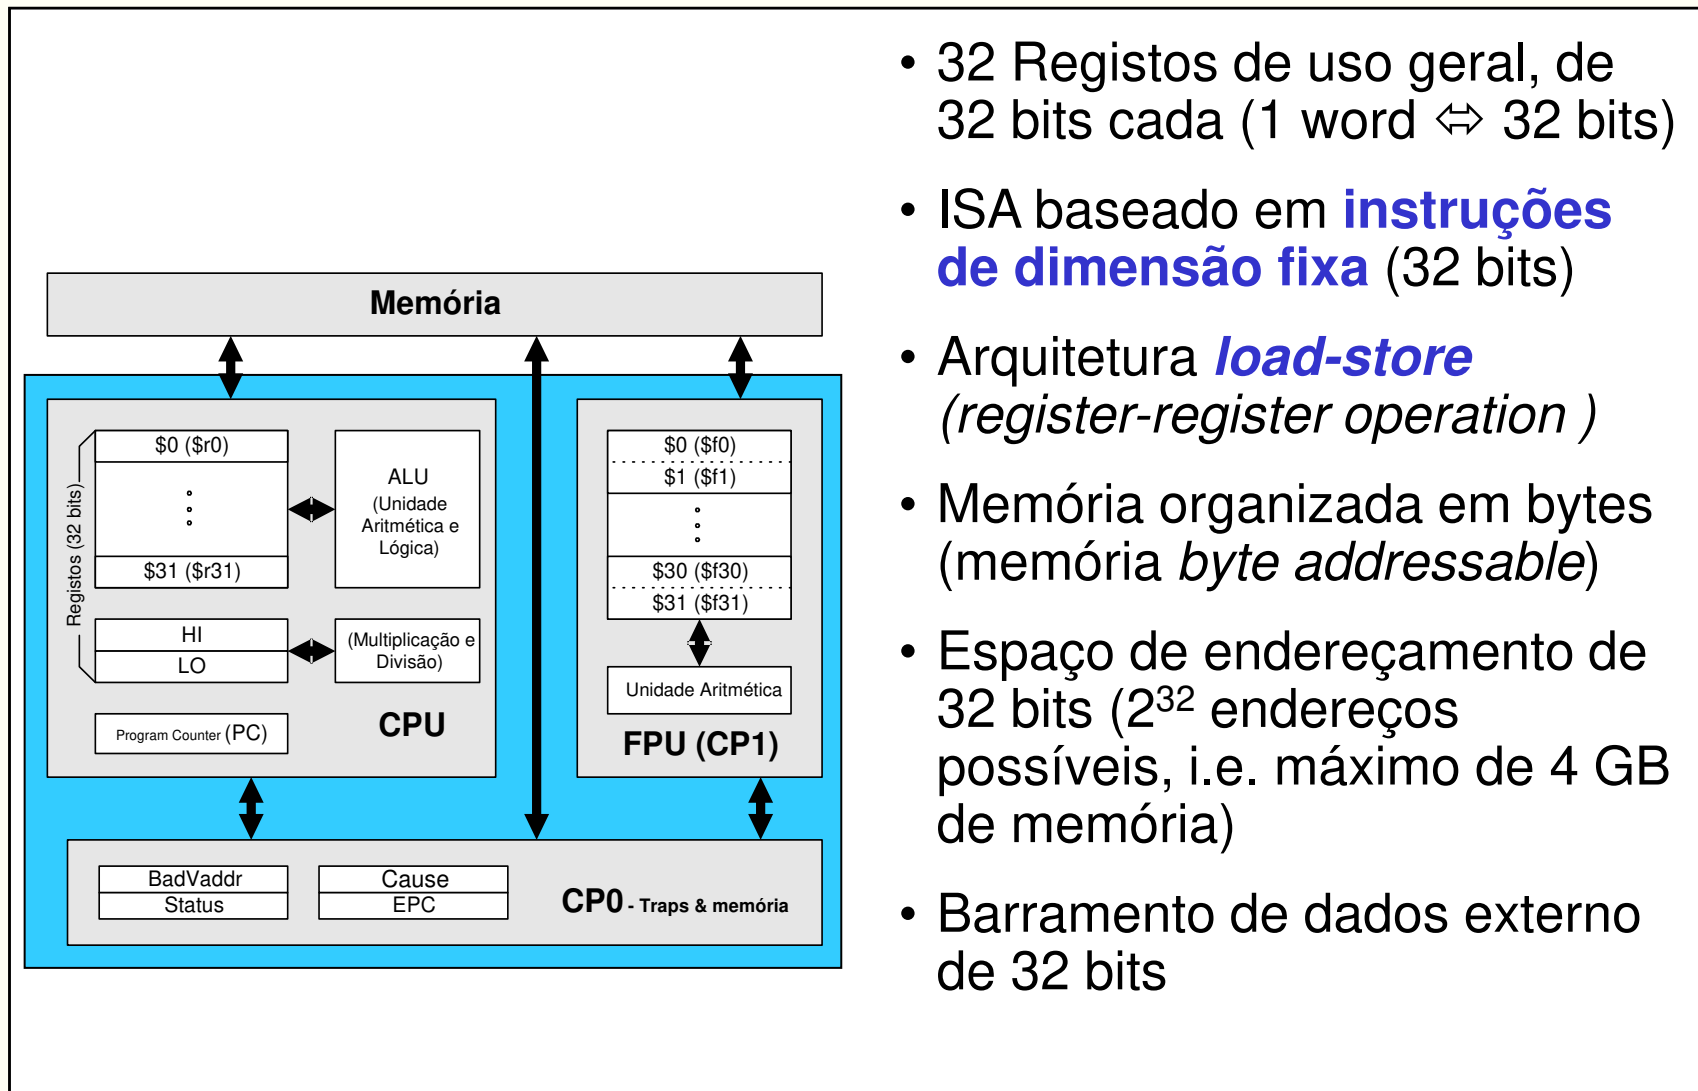 Memória
Registos (32 bits)
$0 ($r0)
$31 ($r31)
HI
LO
Program Counter (PC)
ALU
(Unidade
Aritmética e
Lógica)
(Multiplicação e
Divisão)
CPU
$0 ($f0)
$1 ($f1)
$30 ($f30)
$31 ($f31)
Unidade Aritmética
FPU (CP1)
BadVaddr
Status
Cause
EPC
CP0 - Traps & memória
• 32 Registos de uso geral, de
32 bits cada (1 word ⇔ 32 bits)
• ISA baseado em instruções
de dimensão fixa (32 bits)
• Arquitetura load-store
(register-register operation )
• Memória organizada em bytes
(memória byte addressable)
• Espaço de endereçamento de
32 bits (2³² endereços
possíveis, i.e. máximo de 4 GB
de memória)
• Barramento de dados externo
de 32 bits